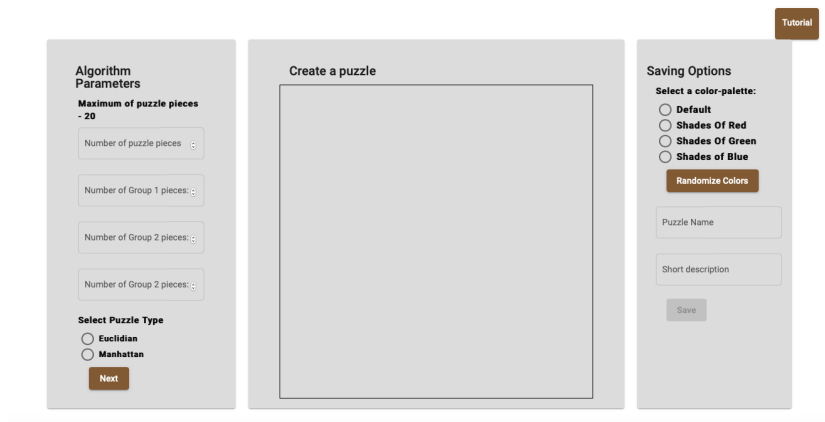 Tutorial
Algorithm
Parameters
Maximum of puzzle pieces
- 20
Number of puzzle pieces
Number of Group 1 pieces:
Number of Group 2 pieces:
Number of Group 2 pieces:
Select Puzzle Type
Euclidian
Manhattan
Next
Create a puzzle
Saving Options
Select a color-palette:
Default
Shades Of Red
Shades Of Green
Shades of Blue
Randomize Colors
Puzzle Name
Short description
Save